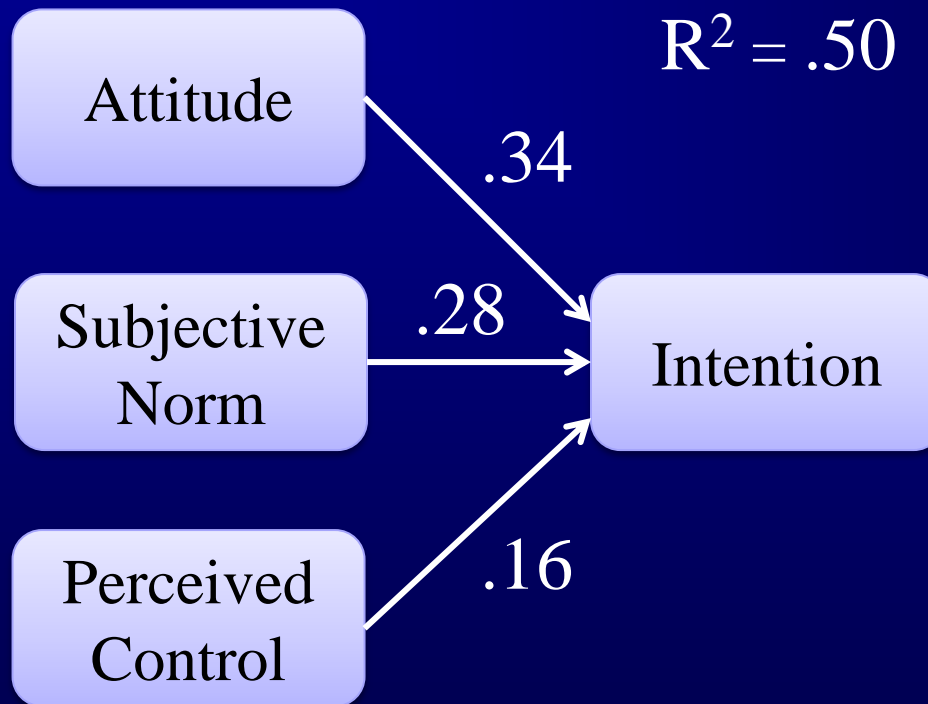 Attitude
R² = .50
.34
Subjective
Norm
.28
Intention
Perceived
Control
.16